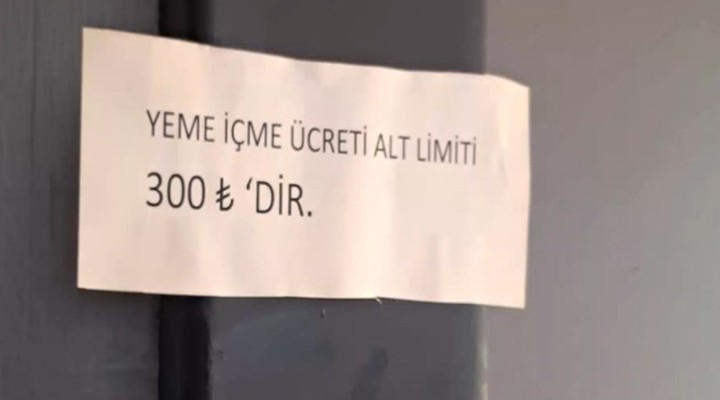 YEME İÇME ÜCRETİ ALT LİMİTİ
300 ₺ ‘DİR.